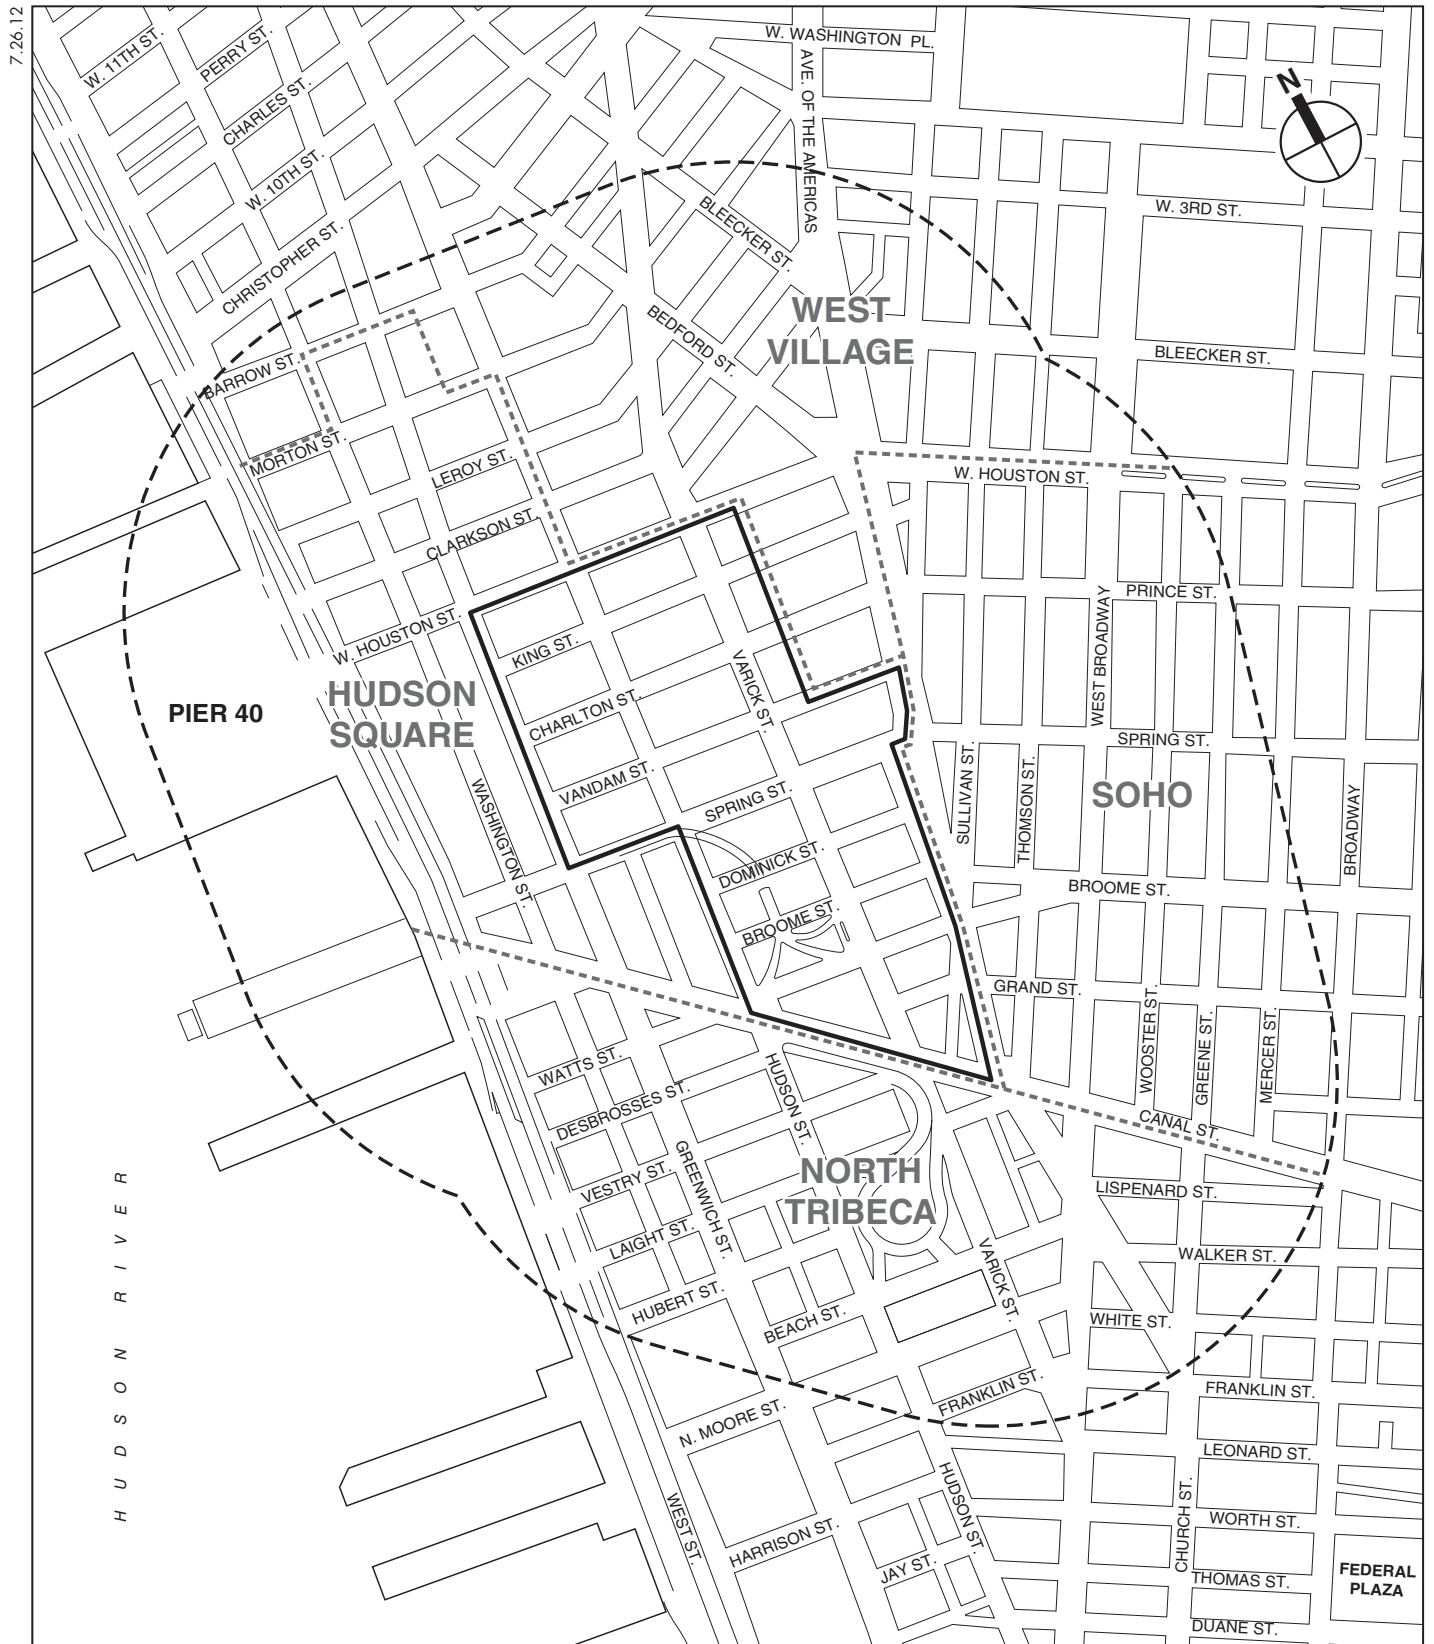 7.26.12
W. WASHINGTON PL.
W. 11TH ST.
PERRY ST.
CHARLES ST.
AVE. OF THE AMERICAS
N
W. 10TH ST.
W. 3RD ST.
BLEECKER ST.
CHRISTOPHER ST.
WEST
VILLAGE
BEDFORD ST.
BLEECKER ST.
BARROW ST.
MORTON ST.
LEROY ST.
W. HOUSTON ST.
CLARKSON ST.
PRINCE ST.
W. HOUSTON ST.
KING ST.
WEST BROADWAY
VARICK ST.
HUDSON
SQUARE
PIER 40
CHARLTON ST.
SPRING ST.
VANDAM ST.
SPRING ST.
SULLIVAN ST.
THOMSON ST.
SOHO
BROADWAY
WASHINGTON ST.
DOMINICK ST.
BROOME ST.
BROOME ST.
GRAND ST.
WOOSTER ST.
GREENE ST.
MERCER ST.
WATTS ST.
HUDSON ST.
DESBROSSES ST.
CANAL ST.
GREENWICH ST.
VESTRY ST.
NORTH
TRIBECA
LISPENARD ST.
LAIGHT ST.
WALKER ST.
VARICK ST.
HUBERT ST.
BEACH ST.
WHITE ST.
HUDSON RIVER
FRANKLIN ST.
FRANKLIN ST.
N. MOORE ST.
LEONARD ST.
HUDSON ST.
CHURCH ST.
WEST ST.
WORTH ST.
HARRISON ST.
JAY ST.
THOMAS ST.
FEDERAL
PLAZA
DUANE ST.